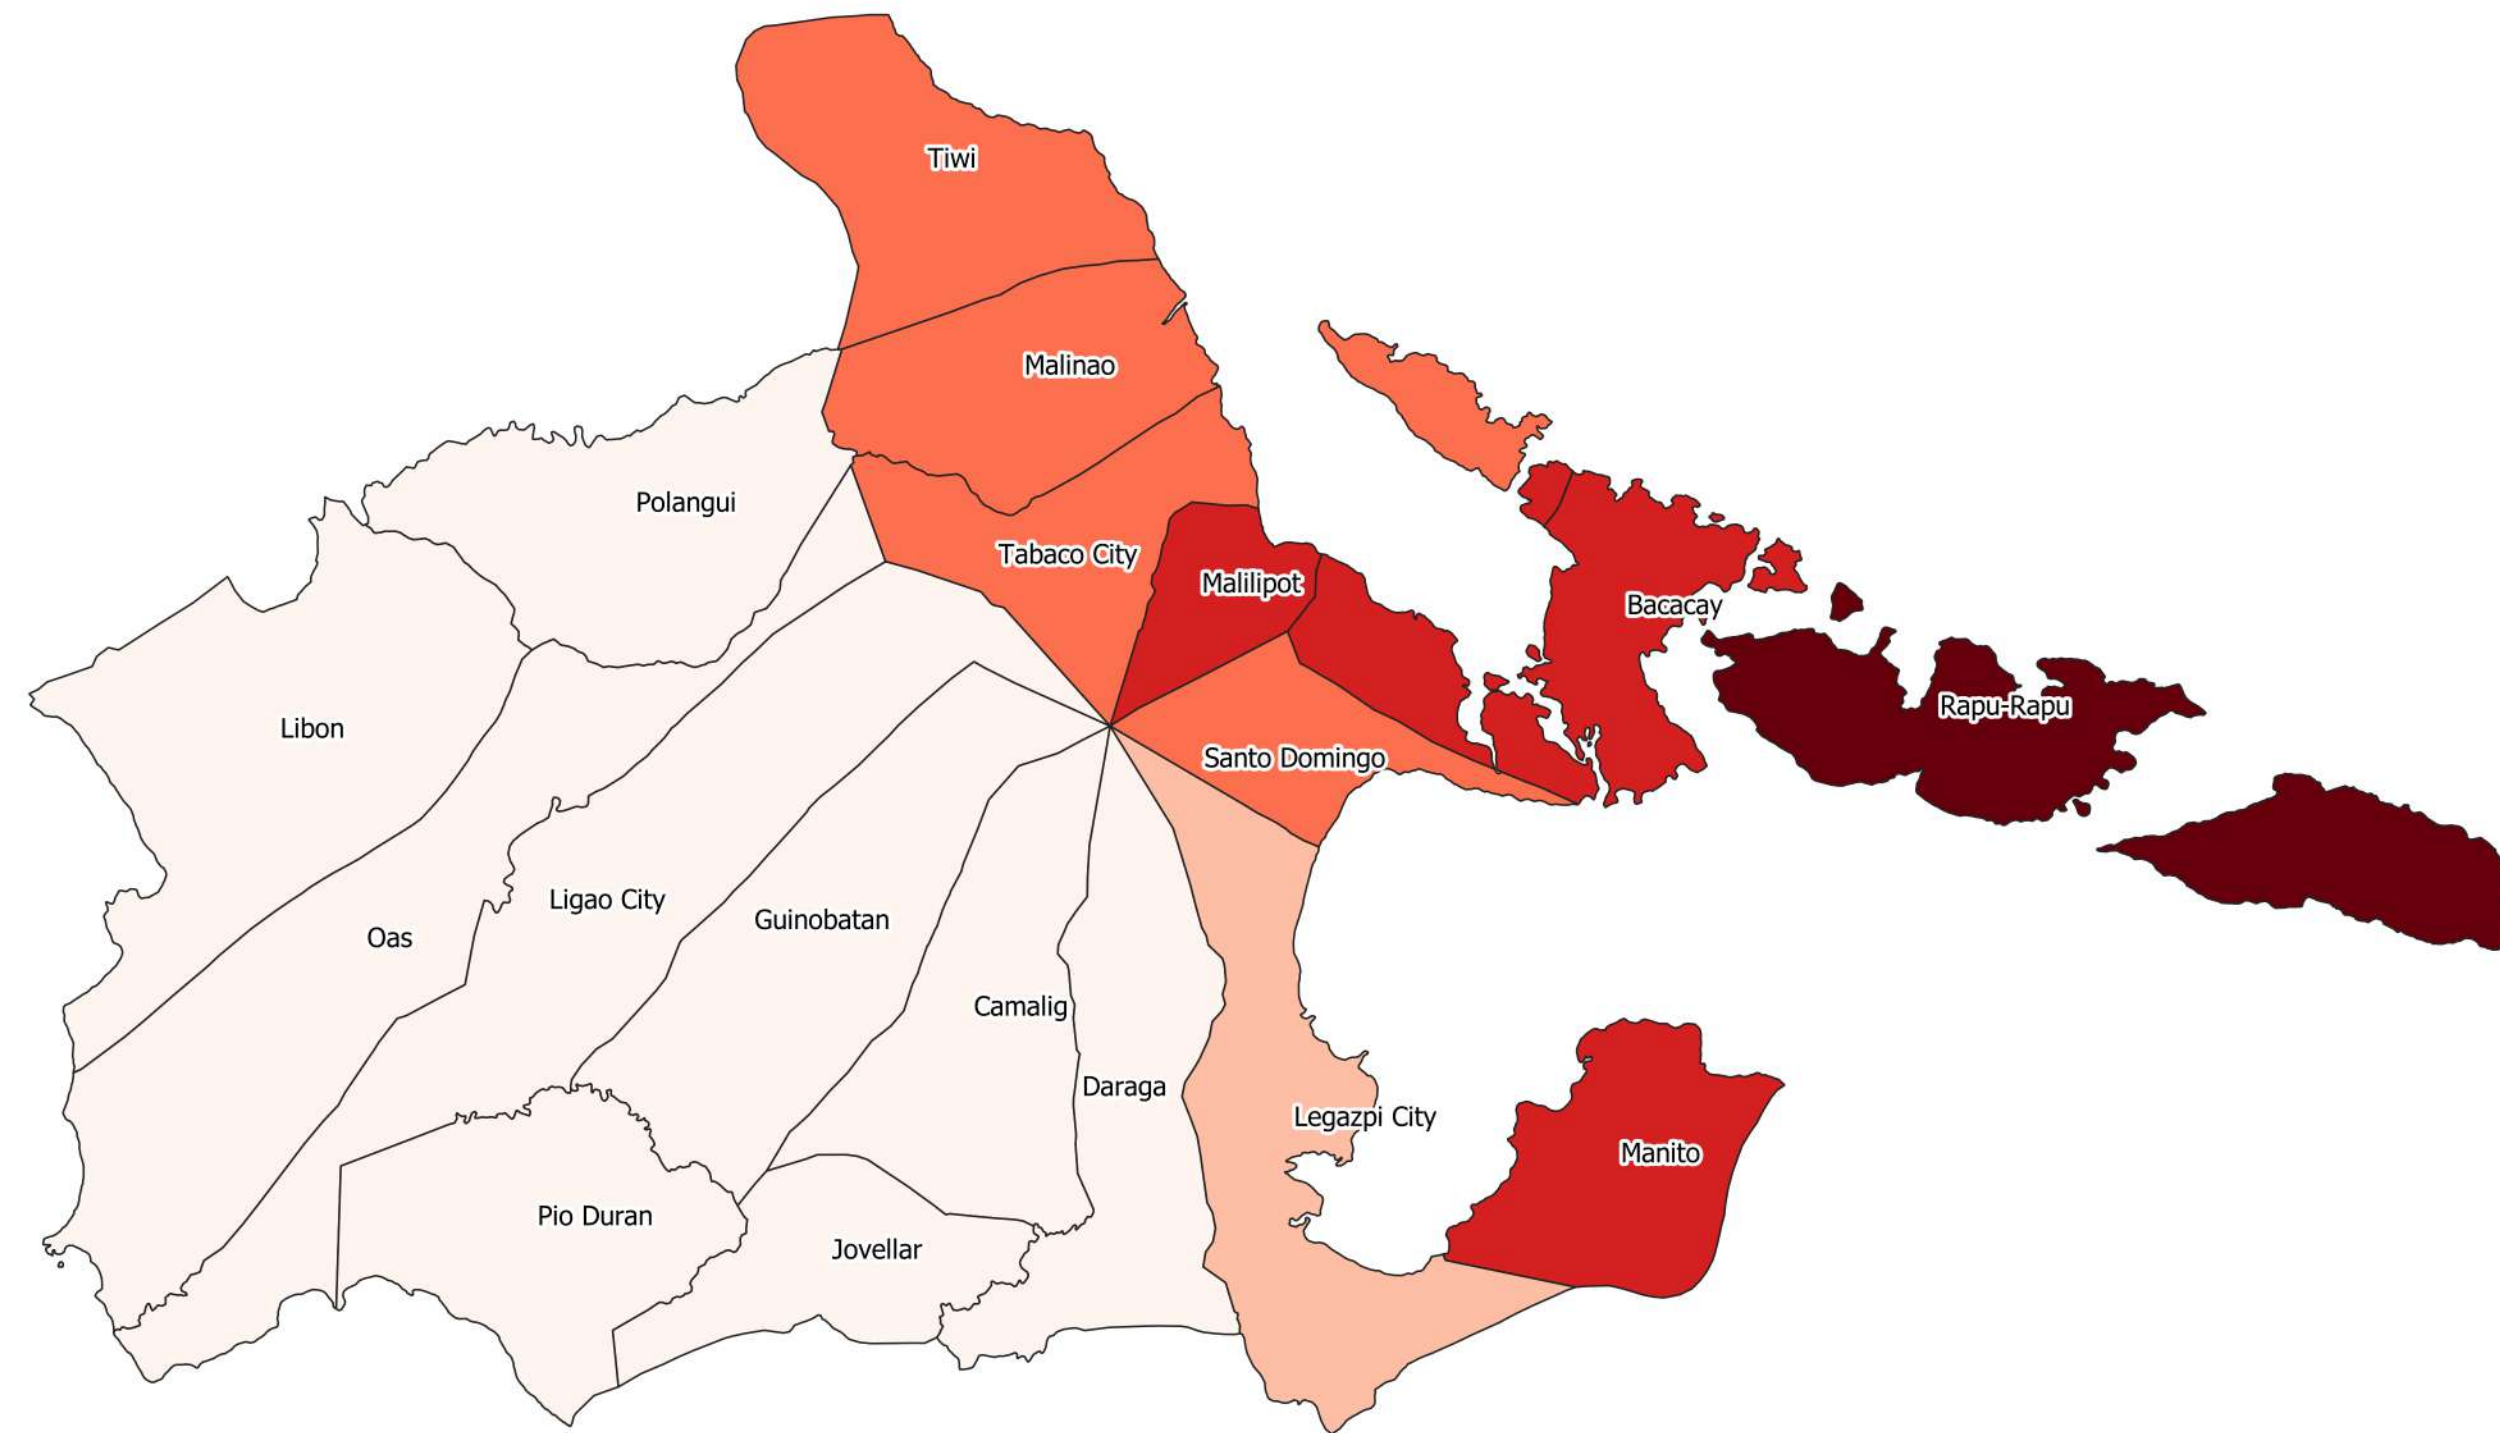 Tiwi
Malinao
Polangui
Tabaco City
Malilipot
Bacacay
Rapu-Rapu
Libon
Santo Domingo
Ligao City
Guinobatan
Oas
Camalig
Daraga
Legazpi City
Manito
Pio Duran
Jovellar